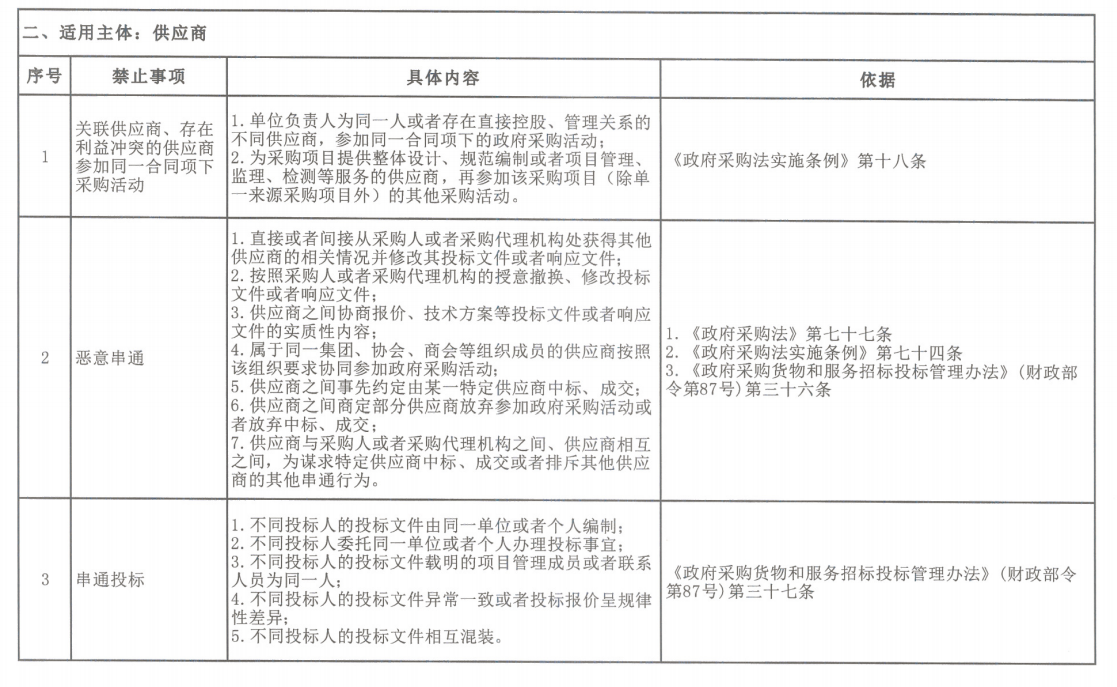 二、适用主体：供应商
序号 禁止事项 具体内容 依据
1
关联供应商、存在
利益冲突的供应商
参加同一合同项下
采购活动
1.单位负责人为同一人或者存在直接控股、管理关系的
不同供应商，参加同一合同项下的政府采购活动；
2.为采购项目提供整体设计、规范编制或者项目管理、
监理、检测等服务的供应商，再参加该采购项目（除单
一来源采购项目外）的其他采购活动。
《政府采购法实施条例》第十八条
2
恶意串通
1.直接或者间接从采购人或者采购代理机构处获得其他
供应商的相关情况并修改其投标文件或者响应文件；
2.按照采购人或者采购代理机构的授意撤换、修改投标
文件或者响应文件；
3.供应商之间协商报价、技术方案等投标文件或者响应
文件的实质性内容；
4.属于同一集团、协会、商会等组织成员的供应商按照
该组织要求协同参加政府采购活动；
5.供应商之间事先约定由某一特定供应商中标、成交；
6.供应商之间商定部分供应商放弃参加政府采购活动或
者放弃中标、成交；
7.供应商与采购人或者采购代理机构之间、供应商相互
之间，为谋求特定供应商中标、成交或者排斥其他供应
商的其他串通行为。
1.《政府采购法》第七十七条
2.《政府采购法实施条例》第七十四条
3.《政府采购货物和服务招标投标管理办法》(财政部
令第87号)第三十六条
3
串通投标
1.不同投标人的投标文件由同一单位或者个人编制；
2.不同投标人委托同一单位或者个人办理投标事宜；
3.不同投标人的投标文件载明的项目管理成员或者联系
人员为同一人；
4.不同投标人的投标文件异常一致或者投标报价呈规律
性差异；
5.不同投标人的投标文件相互混装。
《政府采购货物和服务招标投标管理办法》(财政部令
第87号)第三十七条